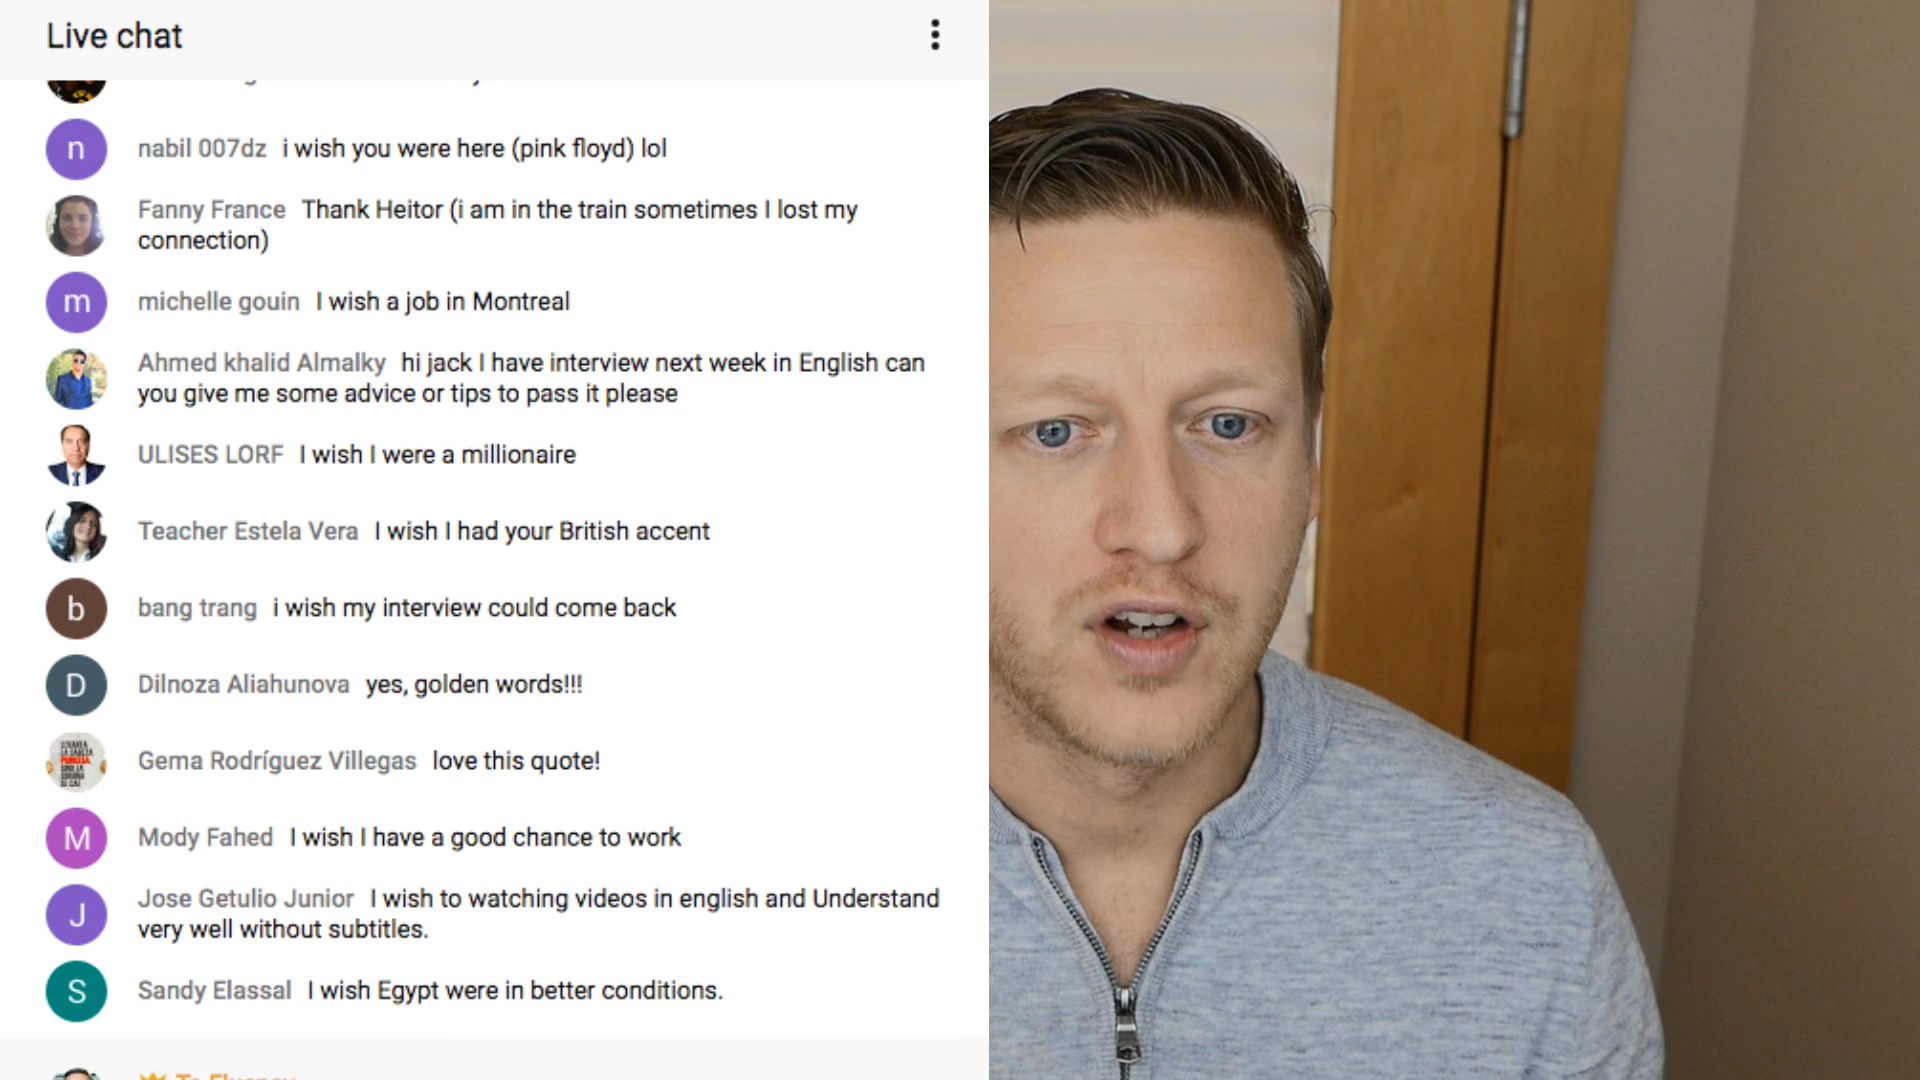 Live chat
n
nabil 007dz i wish you were here (pink floyd) lol
Fanny France Thank Heitor (i am in the train sometimes I lost my
connection)
m
michelle gouin I wish a job in Montreal
Ahmed khalid Almalky hi jack I have interview next week in English can
you give me some advice or tips to pass it please
ULISES LORF I wish I were a millionaire
Teacher Estela Vera I wish I had your British accent
b
bang trang i wish my interview could come back
D
Dilnoza Aliahunova yes, golden words!!!
Gema Rodríguez Villegas love this quote!
M
Mody Fahed I wish I have a good chance to work
J
Jose Getulio Junior I wish to watching videos in english and Understand
very well without subtitles.
S
Sandy Elassal I wish Egypt were in better conditions.
To Fluency